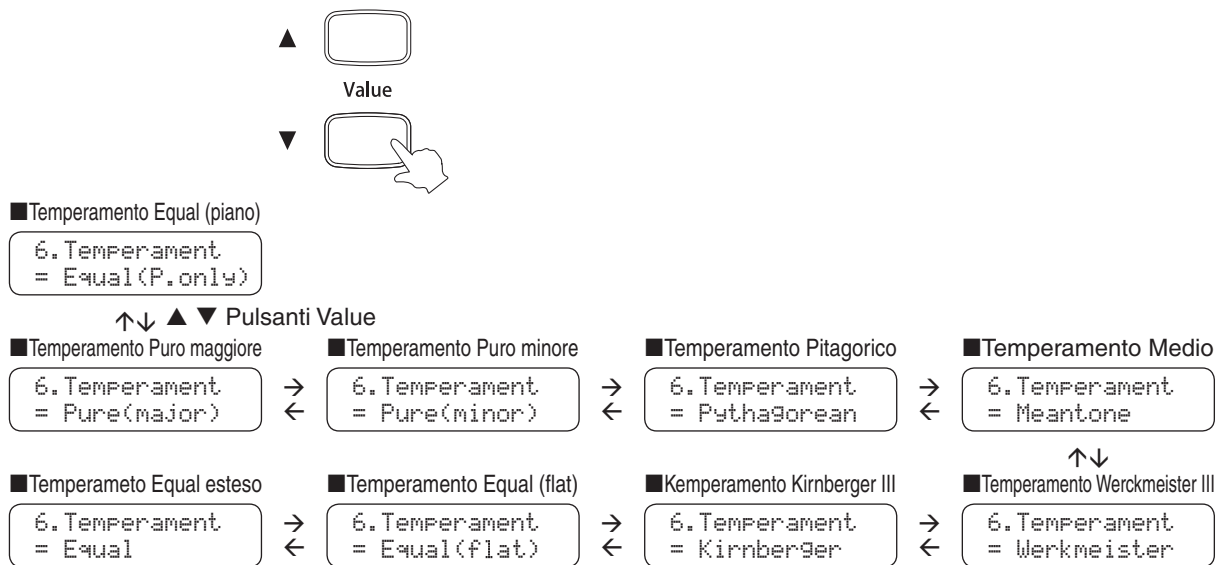 ▲
Value
▼
■Temperamento Equal (piano)
6.Temperament
= Equal(P.only)
↑↓ ▲ ▼ Pulsanti Value
■Temperamento Puro maggiore ■Temperamento Puro minore ■Temperamento Pitagorico ■Temperamento Medio
6.Temperament → 6.Temperament → 6.Temperament → 6.Temperament
= Pure(major) ← = Pure(minor) ← = Pythagorean ← = Meantone
↑↓
■Temperameto Equal esteso ■Temperamento Equal (flat) ■Kemperamento Kirnberger III ■Temperamento Werckmeister III
6.Temperament → 6.Temperament → 6.Temperament → 6.Temperament
= Equal ← = Equal(flat) ← = Kirnberger ← = Werkmeister